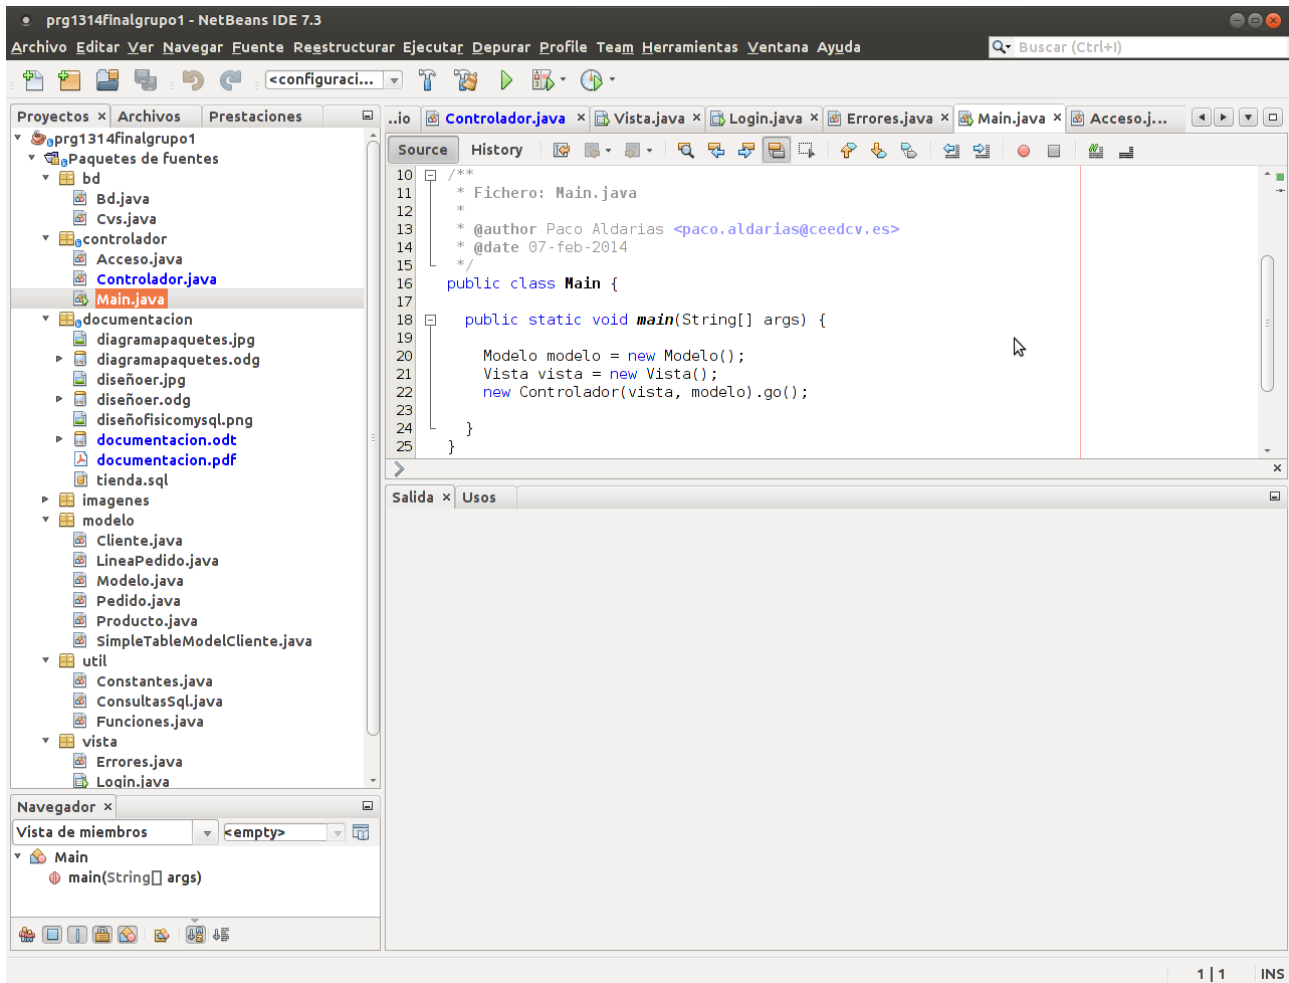 prg1314finalgrupo1 - NetBeans IDE 7.3
Archivo Editar Ver Navegar Fuente Reestructurar Ejecutar Depurar Profile Team Herramientas Ventana Ayuda
Buscar (Ctrl+I)
<configuraci...
Proyectos × Archivos Prestaciones
prg1314finalgrupo1
Paquetes de fuentes
bd
Bd.java
Cvs.java
controlador
Acceso.java
Controlador.java
Main.java
documentacion
diagramapaquetes.jpg
diagramapaquetes.odg
diseñoer.jpg
diseñoer.odg
diseñofisicomysql.png
documentacion.odt
documentacion.pdf
tienda.sql
imagenes
modelo
Cliente.java
LineaPedido.java
Modelo.java
Pedido.java
Producto.java
SimpleTableModelCliente.java
util
Constantes.java
ConsultasSql.java
Funciones.java
vista
Errores.java
Login.java
Navegador ×
Vista de miembros <empty>
Main
main(String[] args)
..io Controlador.java × Vista.java × Login.java × Errores.java × Main.java × Acceso.j...
Source History
10 /**
11 * Fichero: Main.java
12 *
13 * @author Paco Aldarias <paco.aldarias@ceedcv.es>
14 * @date 07-feb-2014
15 */
16 public class Main {
17
18 public static void main(String[] args) {
19
20 Modelo modelo = new Modelo();
21 Vista vista = new Vista();
22 new Controlador(vista, modelo).go();
23
24 }
25 }
Salida × Usos
1 | 1 INS